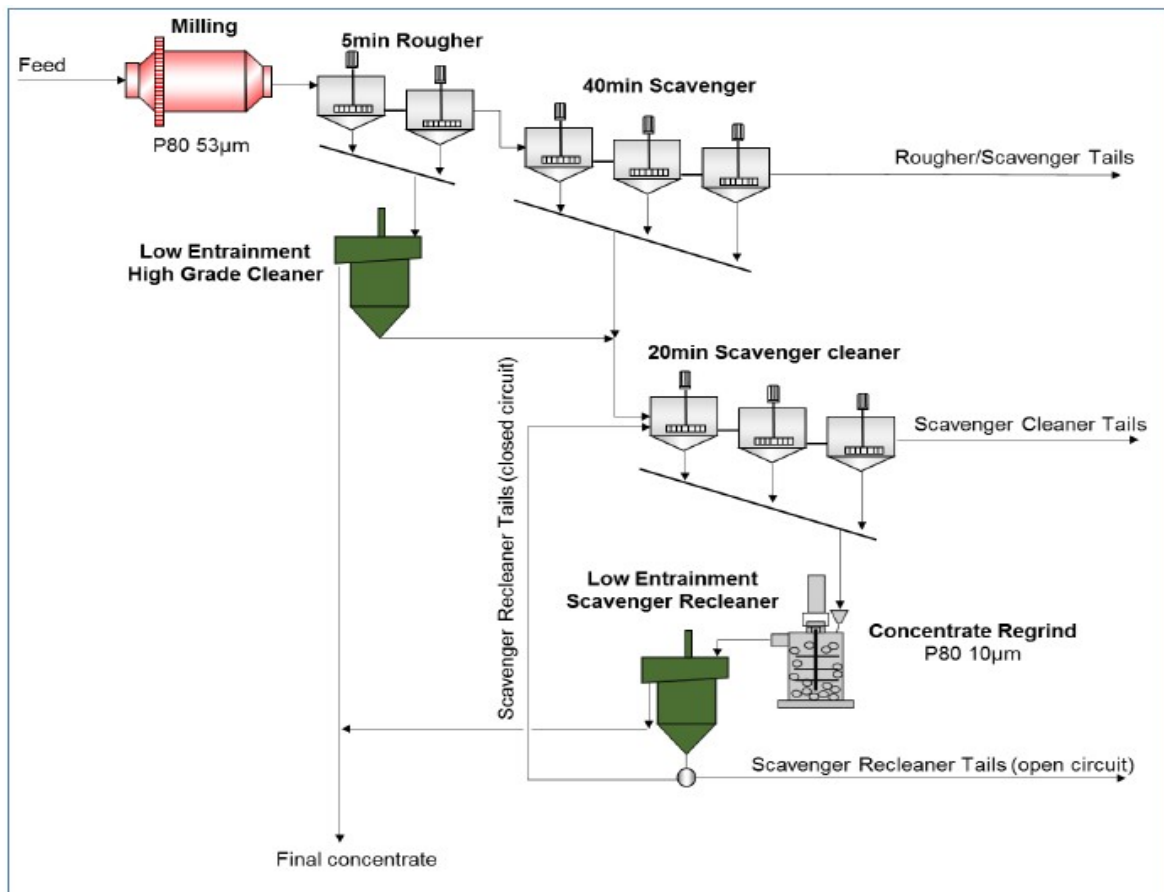 Milling
Feed
P80 53µm
5min Rougher
40min Scavenger
Rougher/Scavenger Tails
Low Entrainment
High Grade Cleaner
20min Scavenger cleaner
Scavenger Cleaner Tails
Scavenger Recleaner Tails (closed circuit)
Low Entrainment
Scavenger Recleaner
Concentrate Regrind
P80 10µm
Scavenger Recleaner Tails (open circuit)
Final concentrate